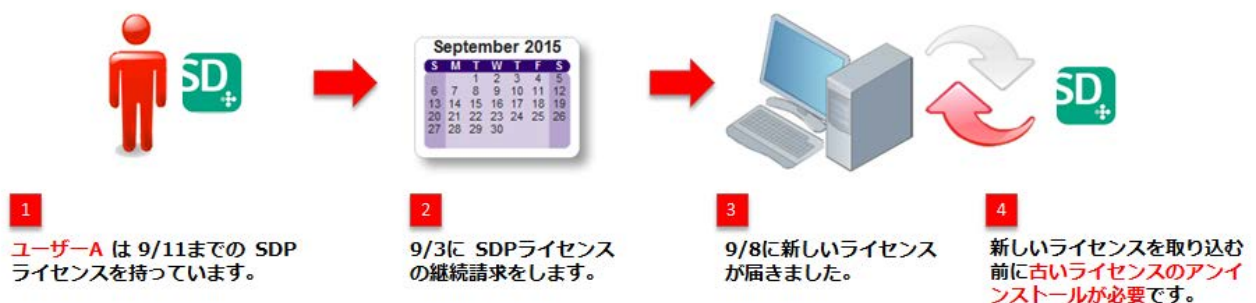 SD
September 2015
S M T W T F S
1 2 3 4 5
6 7 8 9 10 11 12
13 14 15 16 17 18 19
20 21 22 23 24 25 26
27 28 29 30
SD
1
ユーザーA は 9/11までの SDP
ライセンスを持っています。
2
9/3に SDPライセンス
の継続請求をします。
3
9/8に新しいライセンス
が届きました。
4
新しいライセンスを取り込む
前に古いライセンスのアンイ
ンストールが必要です。